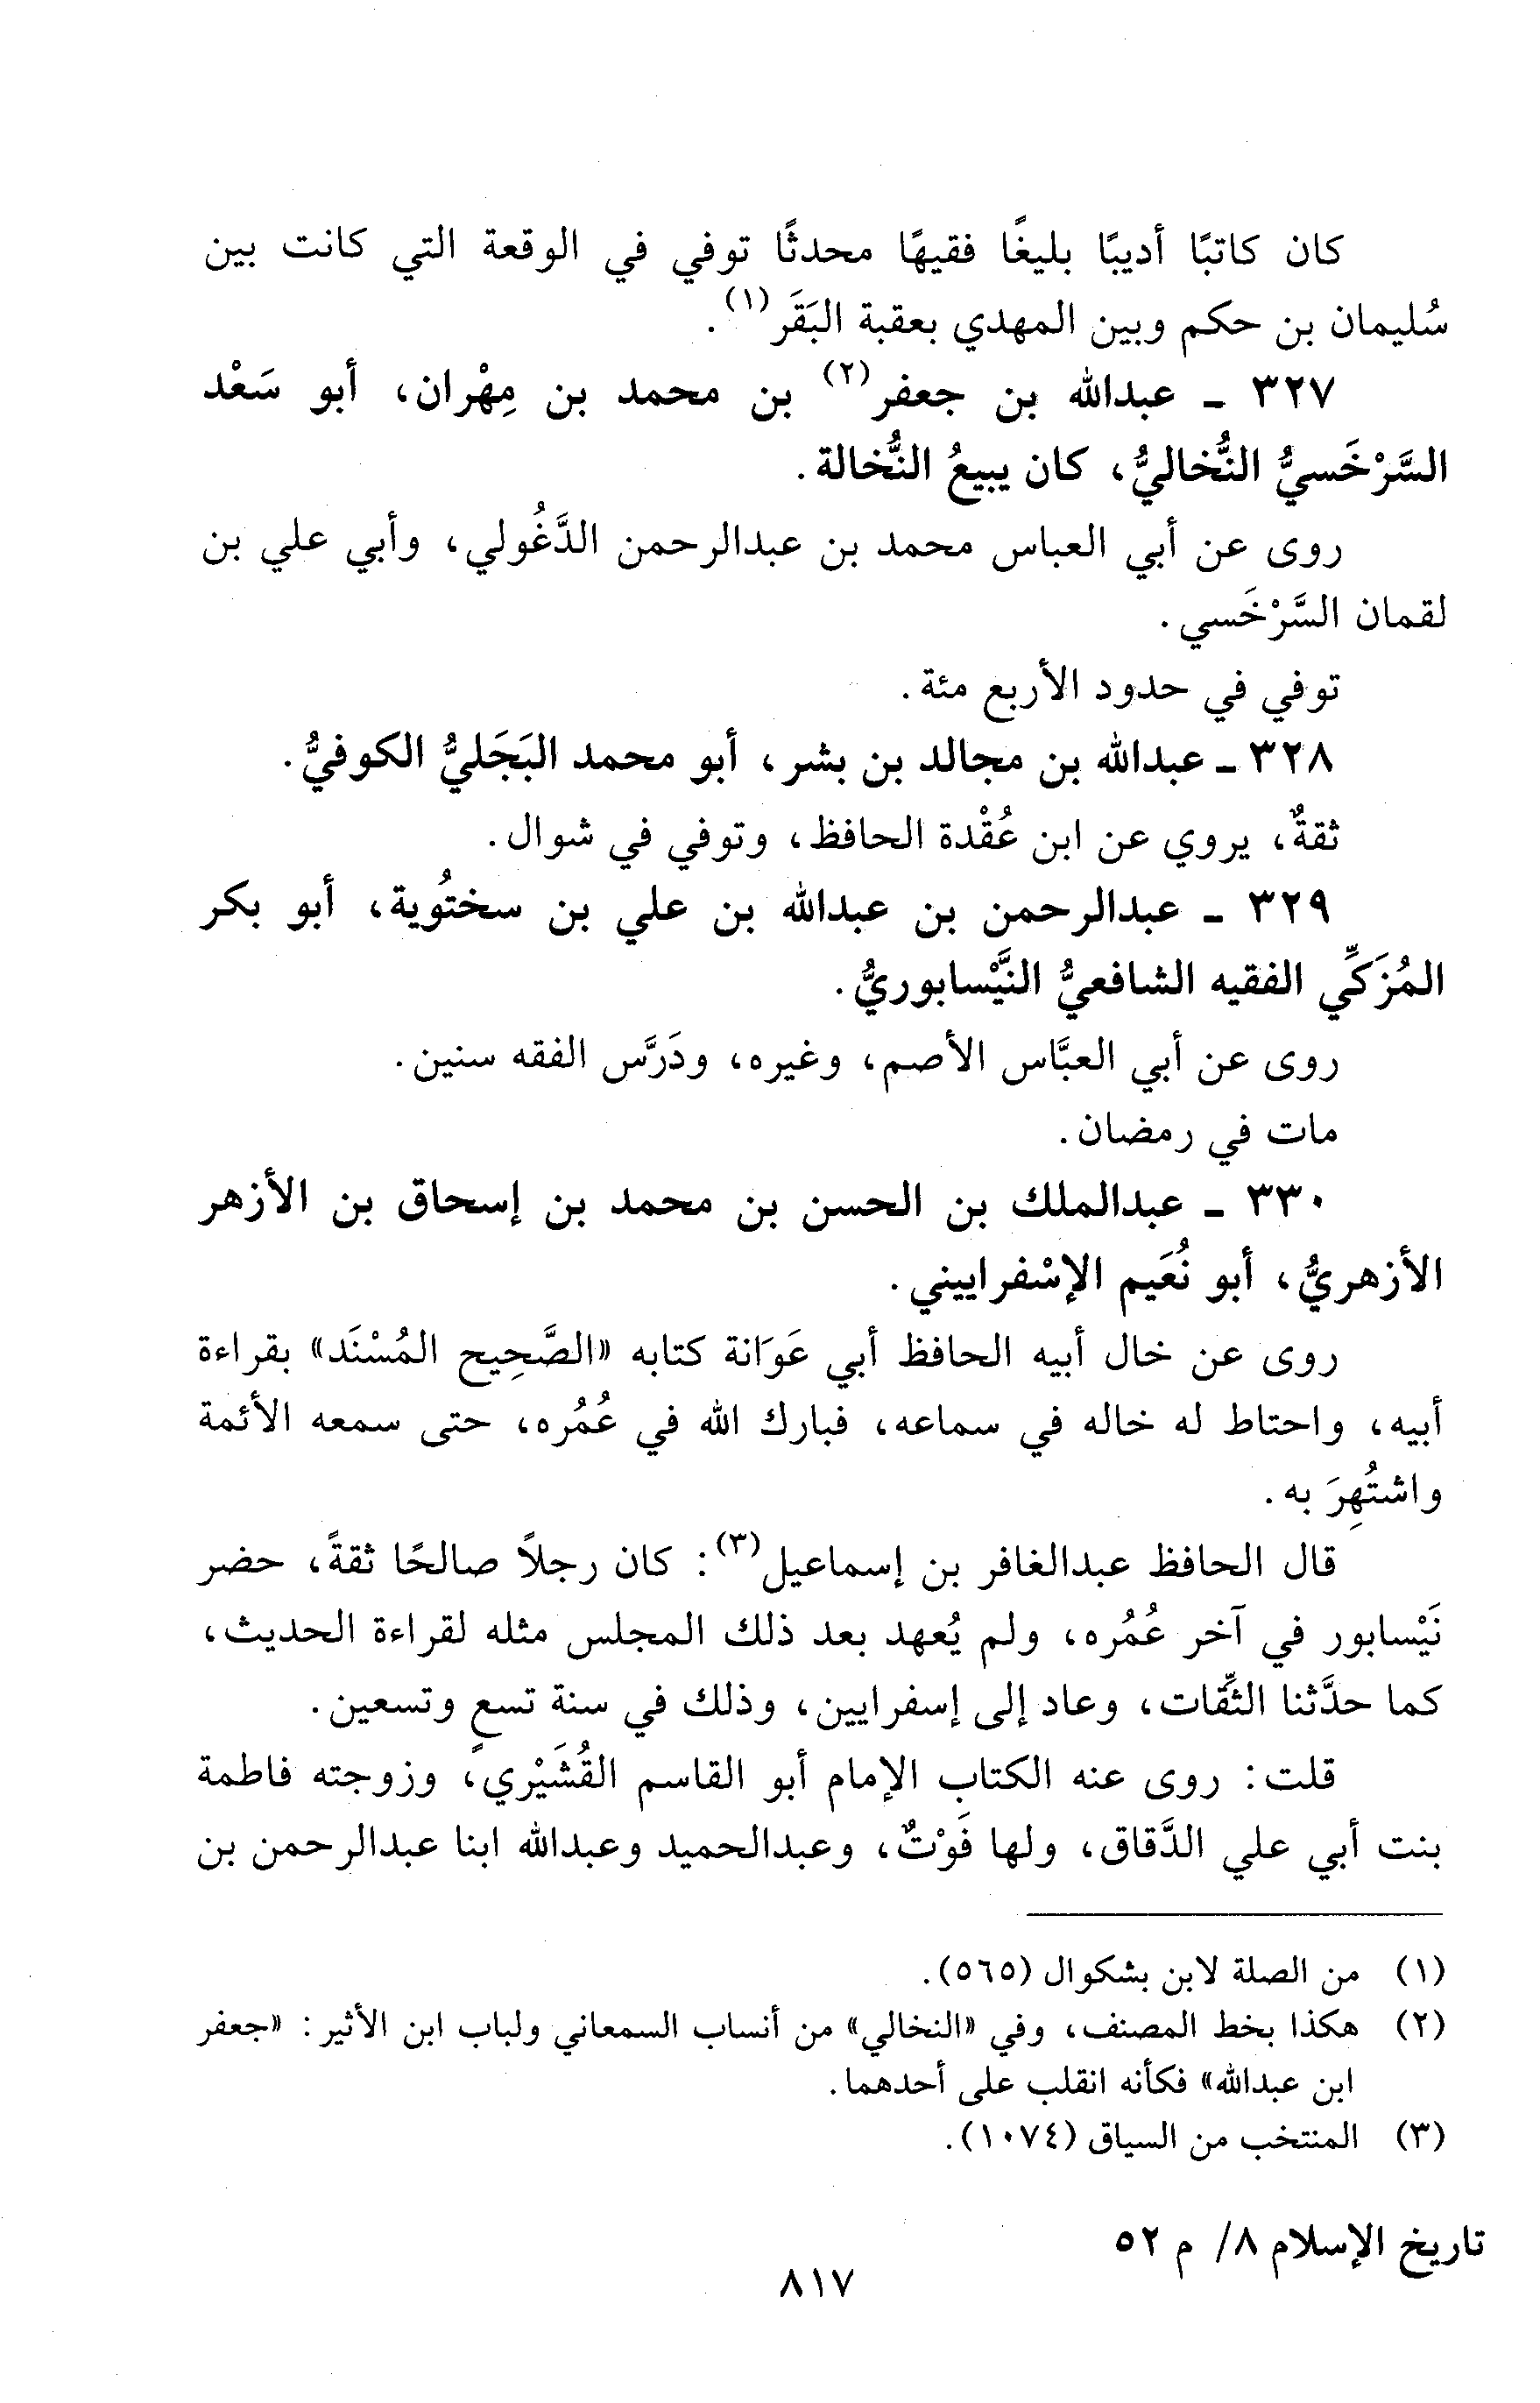 كان كاتبًا أديبًا بليغًا فقيهًا محدثًا توفي في الوقعة التي كانت بين
سُليمان بن حكم وبين المهدي بعقبة البَقَر(١).
٣٢٧ - عبدالله بن جعفر(٢) بن محمد بن مِهْران، أبو سَعْد
السَّرْخَسيُّ النُّخاليُّ، كان يبيعُ النُّخالة.
روى عن أبي العباس محمد بن عبدالرحمن الدَّغُولي، وأبي علي بن
لقمان السَّرْخَسي.
توفي في حدود الأربع مئة.
٣٢٨ - عبدالله بن مجالد بن بشر، أبو محمد البَجَليُّ الكوفيُّ.
ثقةٌ، يروي عن ابن عُقْدة الحافظ، وتوفي في شوال.
٣٢٩ - عبدالرحمن بن عبدالله بن علي بن سختُوية، أبو بكر
المُزَكِّي الفقيه الشافعيُّ النَّيْسابوريُّ.
روى عن أبي العبَّاس الأصم، وغيره، ودَرَّس الفقه سنين.
مات في رمضان.
٣٣٠ - عبدالملك بن الحسن بن محمد بن إسحاق بن الأزهر
الأزهريُّ، أبو نُعَيم الإسْفراييني.
روى عن خال أبيه الحافظ أبي عَوَانة كتابه «الصَّحِيح المُسْنَد» بقراءة
أبيه، واحتاط له خاله في سماعه، فبارك الله في عُمُره، حتى سمعه الأئمة
واشتُهِرَ به.
قال الحافظ عبدالغافر بن إسماعيل(٣): كان رجلاً صالحًا ثقةً، حضر
نَيْسابور في آخر عُمُره، ولم يُعهد بعد ذلك المجلس مثله لقراءة الحديث،
كما حدَّثنا الثِّقات، وعاد إلى إسفرايين، وذلك في سنة تسعٍ وتسعين.
قلت: روى عنه الكتاب الإمام أبو القاسم القُشَيْري، وزوجته فاطمة
بنت أبي علي الدَّقاق، ولها فَوْتٌ، وعبدالحميد وعبدالله ابنا عبدالرحمن بن
(١) من الصلة لابن بشكوال (٥٦٥).
(٢) هكذا بخط المصنف، وفي «النخالي» من أنساب السمعاني ولباب ابن الأثير: «جعفر
ابن عبدالله» فكأنه انقلب على أحدهما.
(٣) المنتخب من السياق (١٠٧٤).
تاريخ الإسلام ٨/ م ٥٢
٨١٧